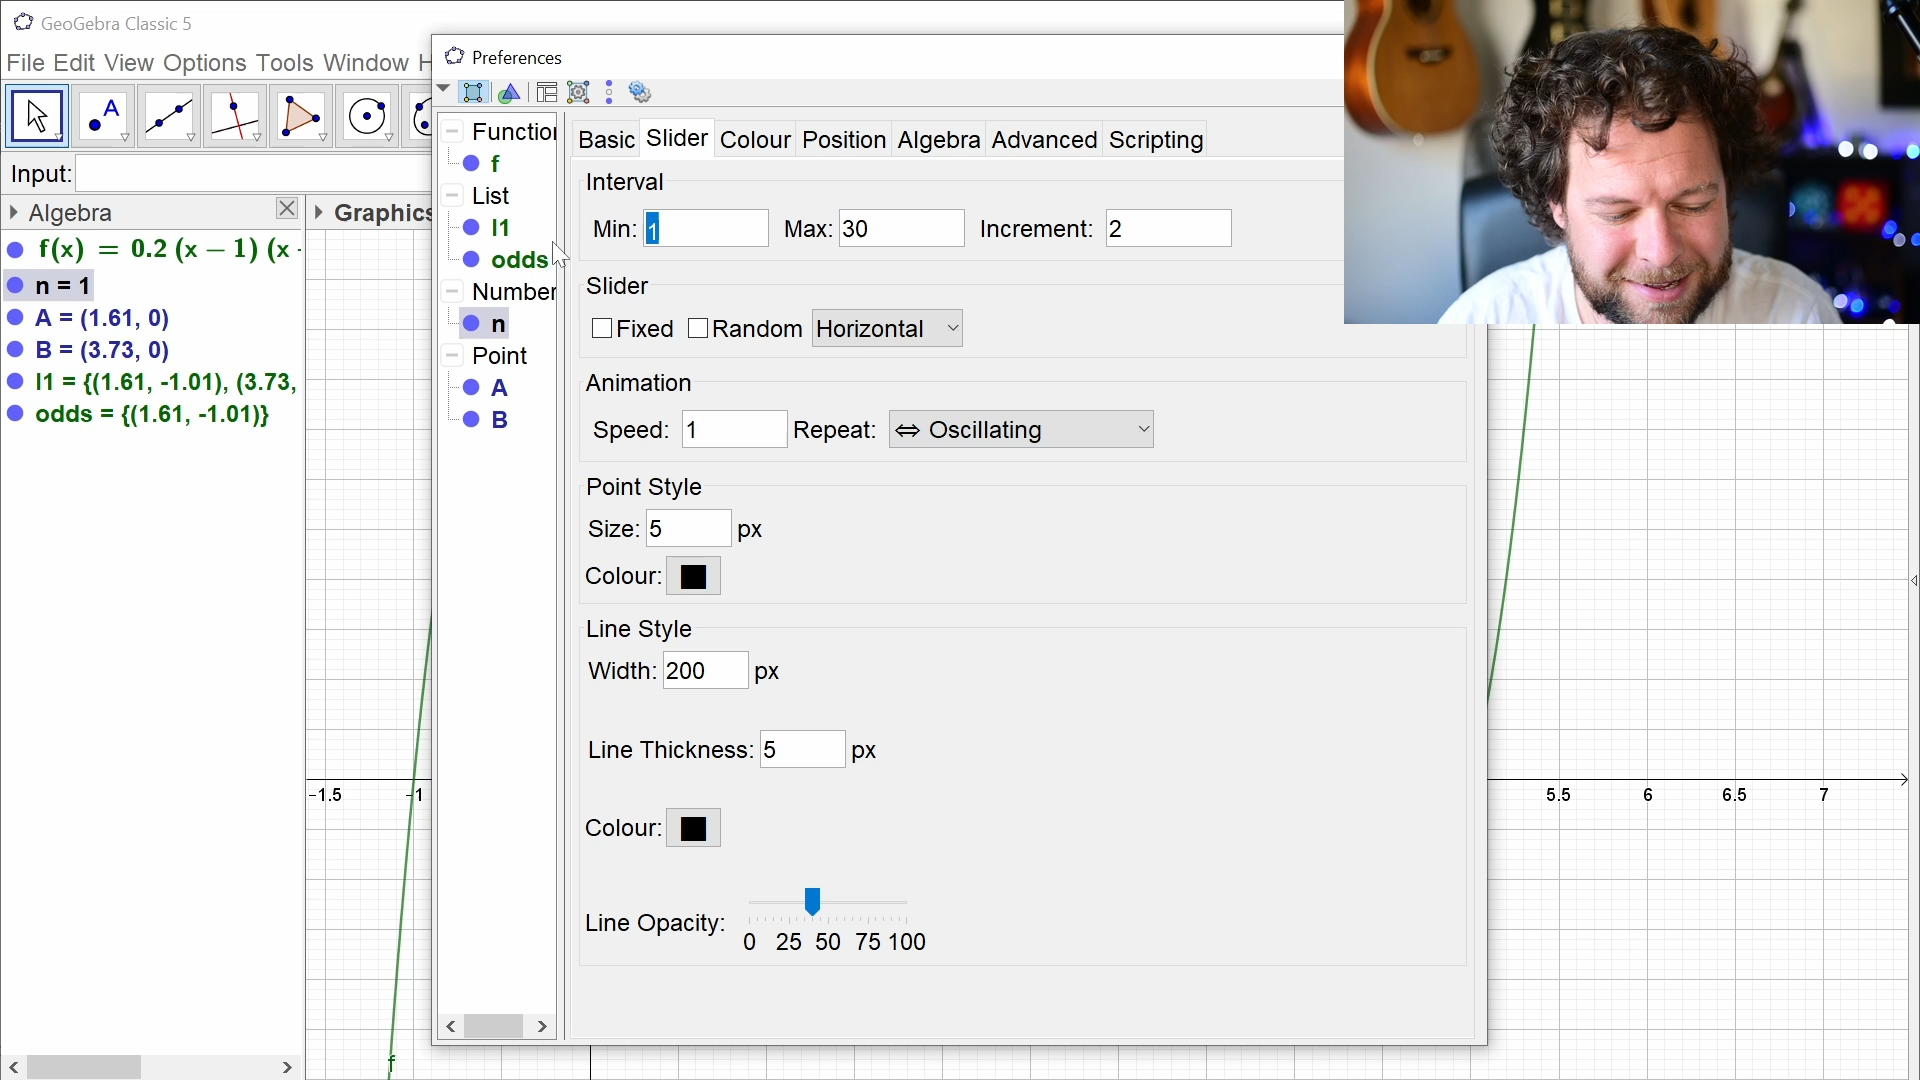 GeoGebra Classic 5
File Edit View Options Tools Window H
A
Input:
Algebra
Graphics
f(x) = 0.2 (x − 1) (x -
n = 1
A = (1.61, 0)
B = (3.73, 0)
l1 = {(1.61, -1.01), (3.73,
odds = {(1.61, -1.01)}
Preferences
Function
f
List
l1
odds
Number
n
Point
A
B
Basic Slider Colour Position Algebra Advanced Scripting
Interval
Min: 1 Max: 30 Increment: 2
Slider
Fixed Random Horizontal
Animation
Speed: 1 Repeat: ⇔ Oscillating
Point Style
Size: 5 px
Colour:
Line Style
Width: 200 px
Line Thickness: 5 px
Colour:
Line Opacity:
0 25 50 75 100
-1.5 -1 5.5 6 6.5 7
f